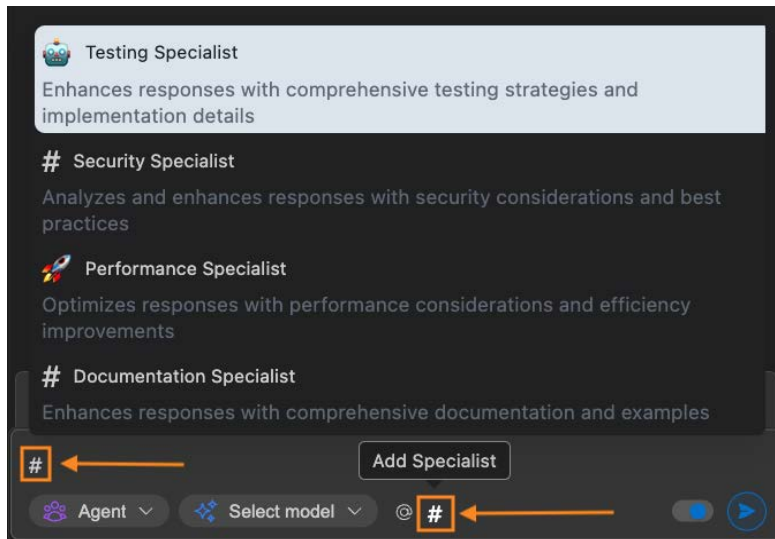 Testing Specialist
Enhances responses with comprehensive testing strategies and
implementation details
# Security Specialist
Analyzes and enhances responses with security considerations and best
practices
Performance Specialist
Optimizes responses with performance considerations and efficiency
improvements
# Documentation Specialist
Enhances responses with comprehensive documentation and examples
#
Add Specialist
Agent Select model @ #